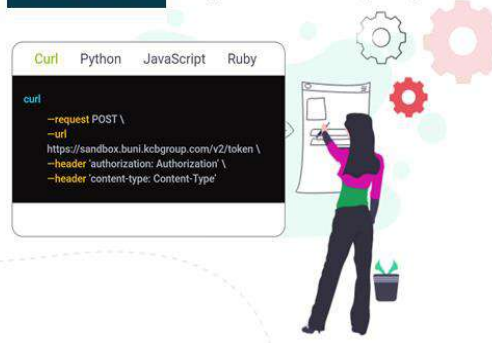 Curl Python JavaScript Ruby
curl
—request POST \
—url
https://sandbox.buni.kcbgroup.com/v2/token \
—header 'authorization: Authorization' \
—header 'content-type: Content-Type'